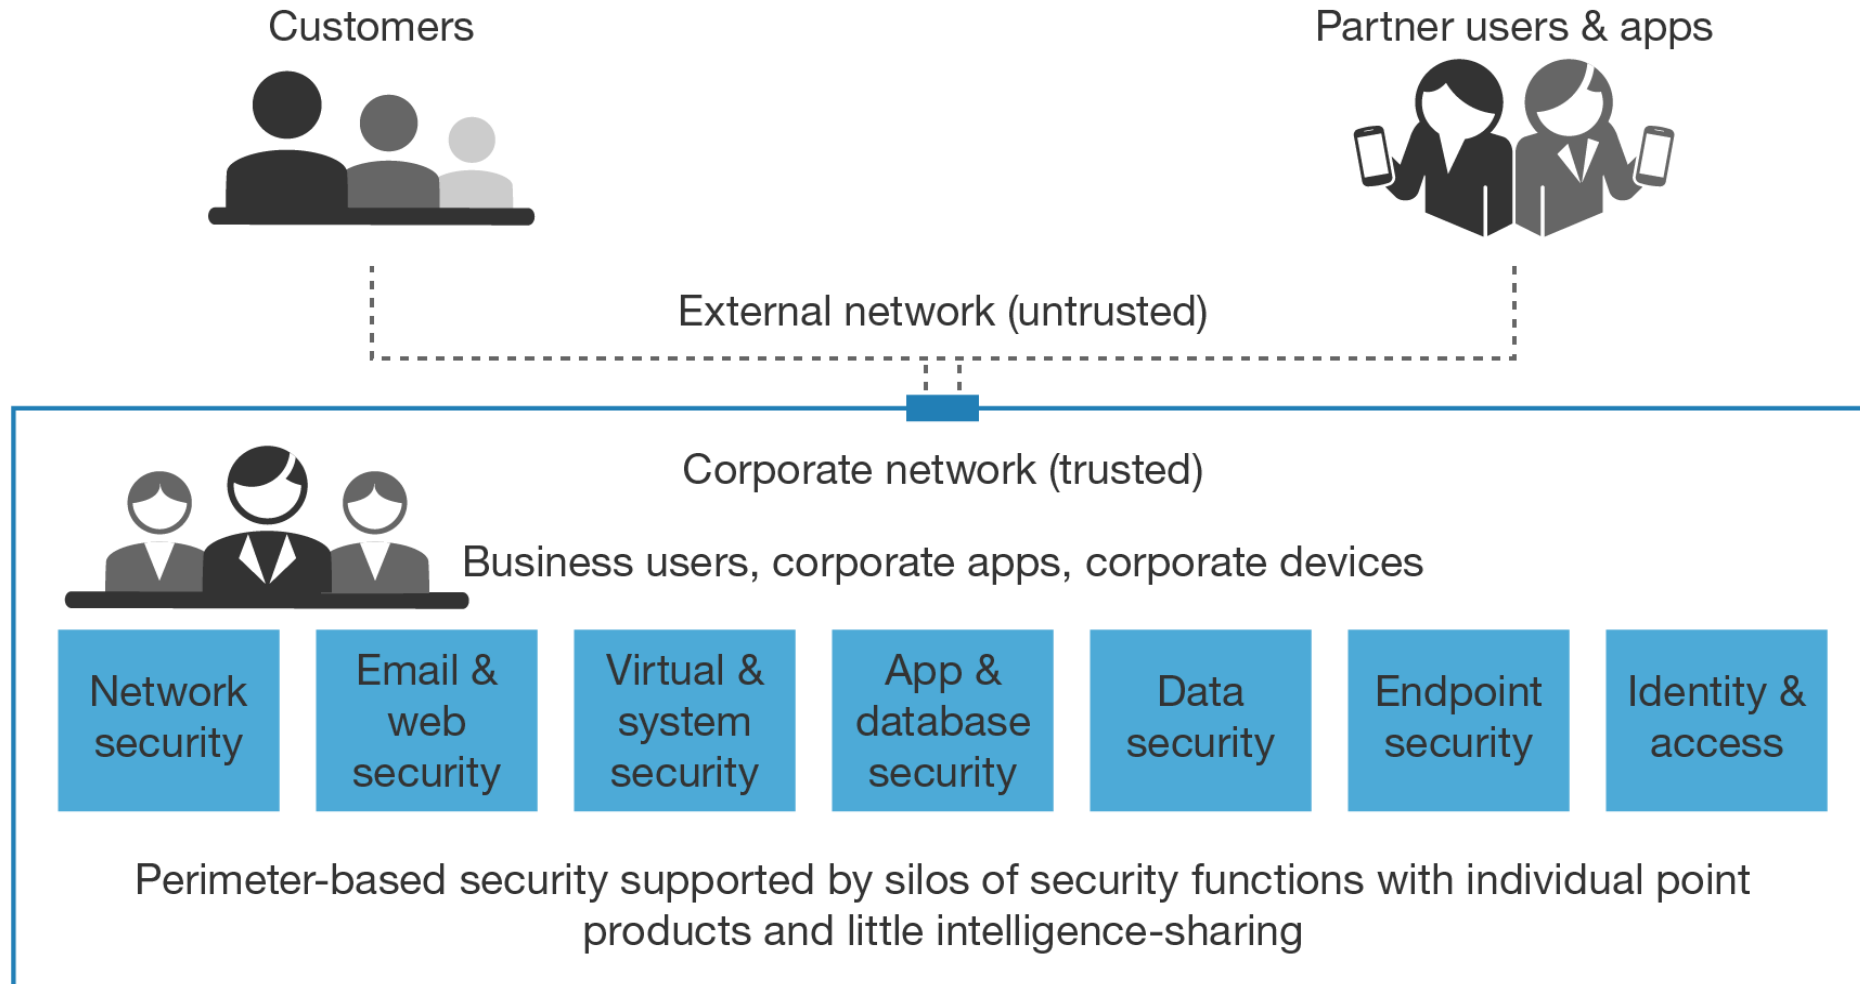 Customers
Partner users & apps
External network (untrusted)
Corporate network (trusted)
Business users, corporate apps, corporate devices
Network
security
Email &
web
security
Virtual &
system
security
App &
database
security
Data
security
Endpoint
security
Identity &
access
Perimeter-based security supported by silos of security functions with individual point
products and little intelligence-sharing